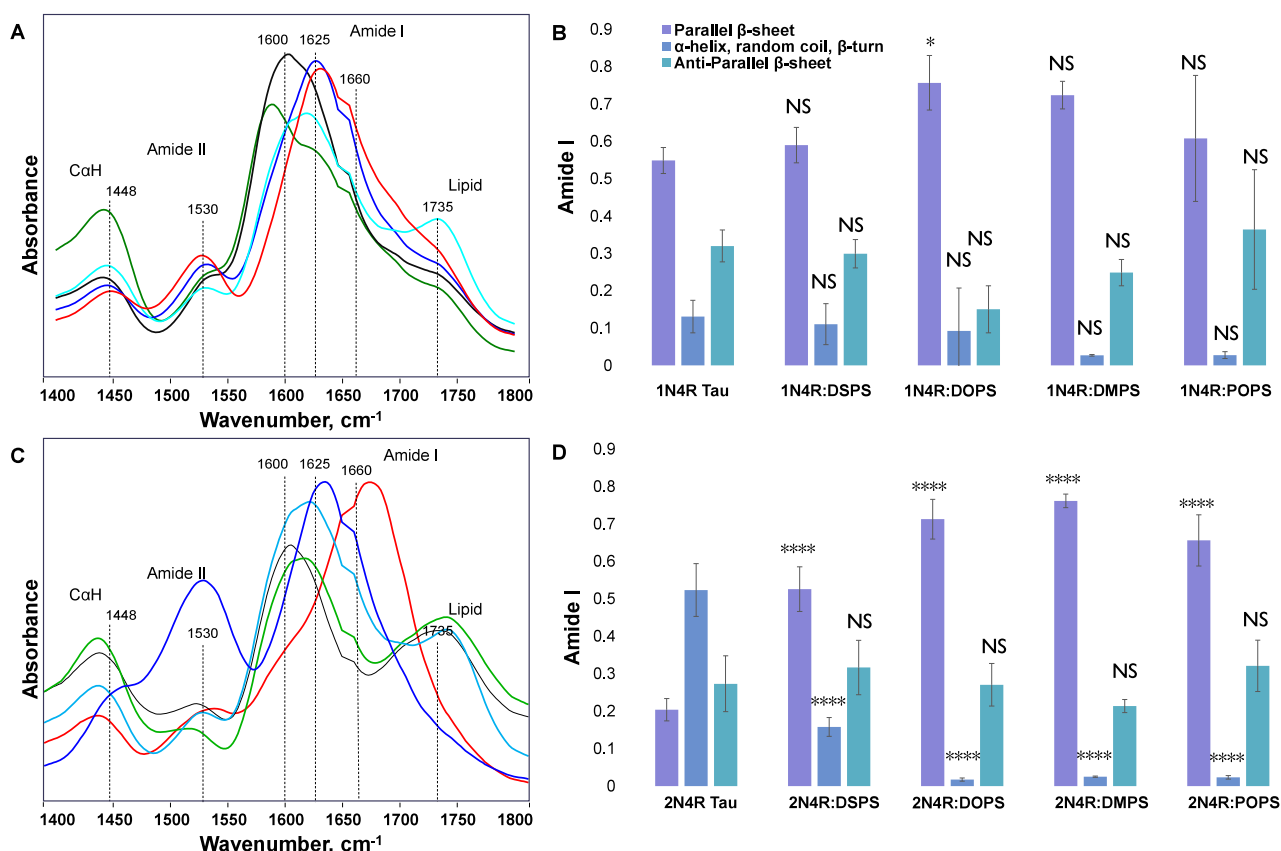 A
CαH
1448
Amide II
1530
1600
1625
Amide I
1660
Lipid
1735
Absorbance
1400 1450 1500 1550 1600 1650 1700 1750 1800
Wavenumber, cm-1
B
Parallel β-sheet
α-helix, random coil, β-turn
Anti-Parallel β-sheet
Amide I
0.9
0.8
0.7
0.6
0.5
0.4
0.3
0.2
0.1
0
NS NS NS
* NS NS
NS NS NS
NS NS NS
1N4R Tau 1N4R:DSPS 1N4R:DOPS 1N4R:DMPS 1N4R:POPS
C
CαH
1448
Amide II
1530
1600
1625
1660
Amide I
Lipid
1735
Absorbance
1400 1450 1500 1550 1600 1650 1700 1750 1800
Wavenumber, cm-1
D
Amide I
0.9
0.8
0.7
0.6
0.5
0.4
0.3
0.2
0.1
0
**** **** NS
**** **** NS
**** **** NS
**** **** NS
2N4R Tau 2N4R:DSPS 2N4R:DOPS 2N4R:DMPS 2N4R:POPS